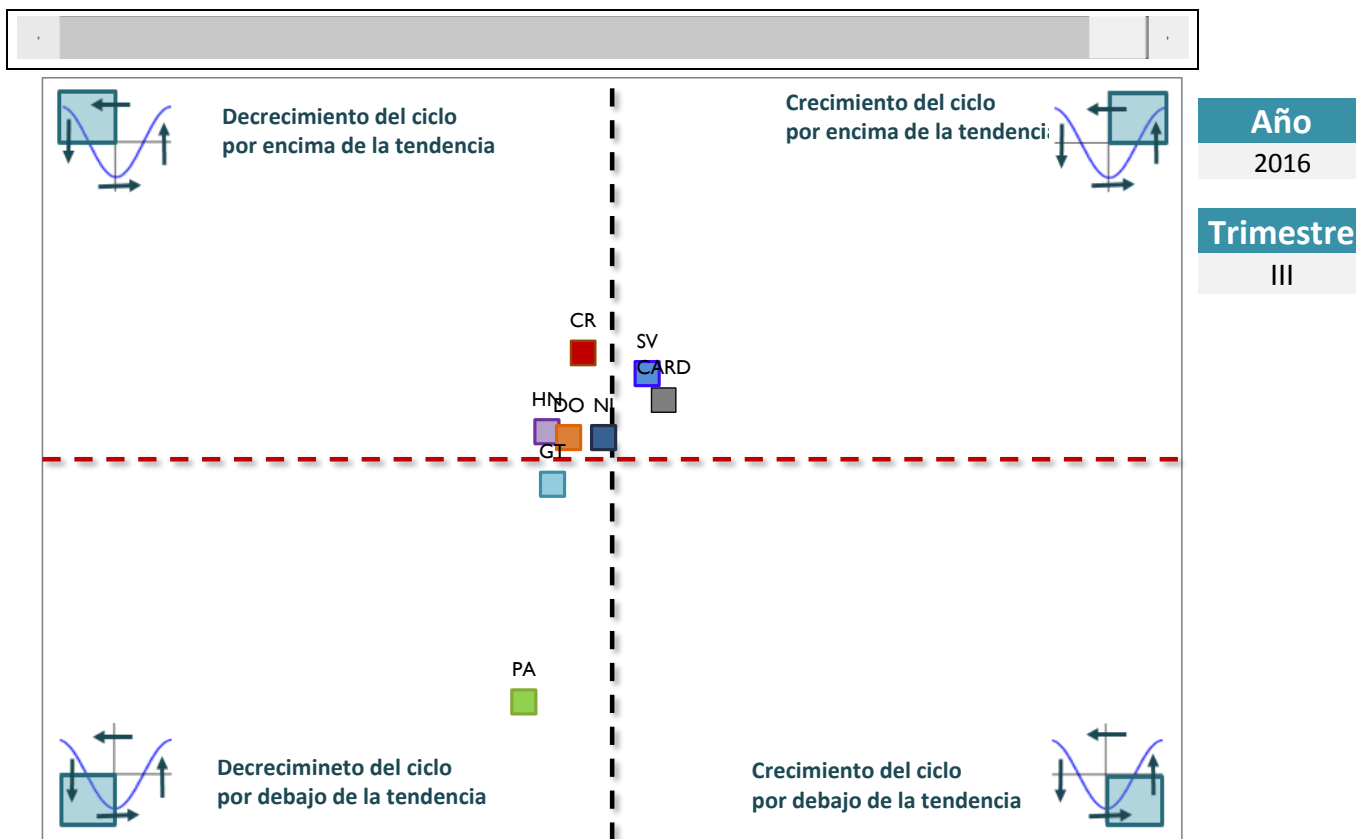 Decrecimiento del ciclo
por encima de la tendencia
Crecimiento del ciclo
por encima de la tendenci
Año
2016
Trimestre
III
CR
SV
CARD
HN
DO
NI
GT
PA
Decrecimineto del ciclo
por debajo de la tendencia
Crecimiento del ciclo
por debajo de la tendencia